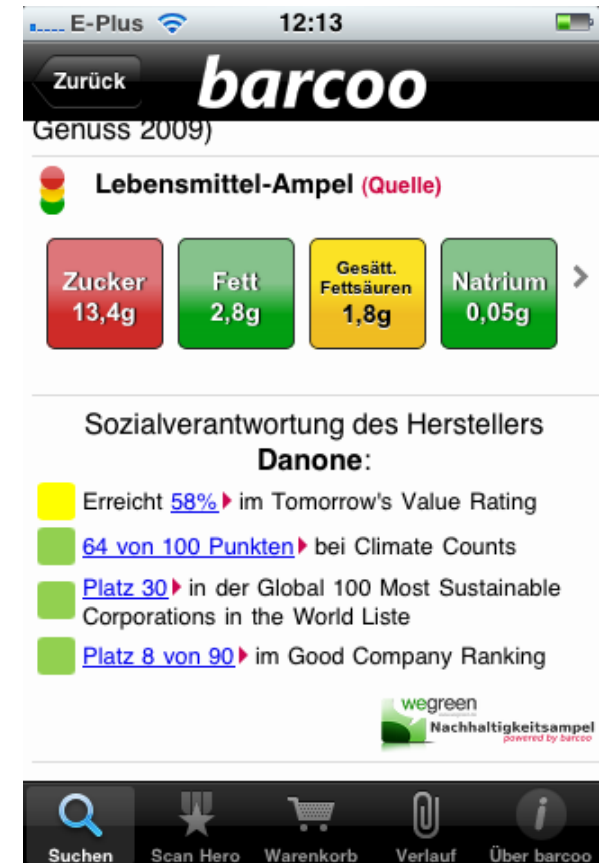 E-Plus 12:13
Zurück barcoo
Genuss 2009)
Lebensmittel-Ampel (Quelle)
Zucker
13,4g
Fett
2,8g
Gesätt.
Fettsäuren
1,8g
Natrium
0,05g
Sozialverantwortung des Herstellers
Danone:
Erreicht 58% im Tomorrow's Value Rating
64 von 100 Punkten bei Climate Counts
Platz 30 in der Global 100 Most Sustainable
Corporations in the World Liste
Platz 8 von 90 im Good Company Ranking
wegreen
Nachhaltigkeitsampel
powered by barcoo
Suchen Scan Hero Warenkorb Verlauf Über barcoo